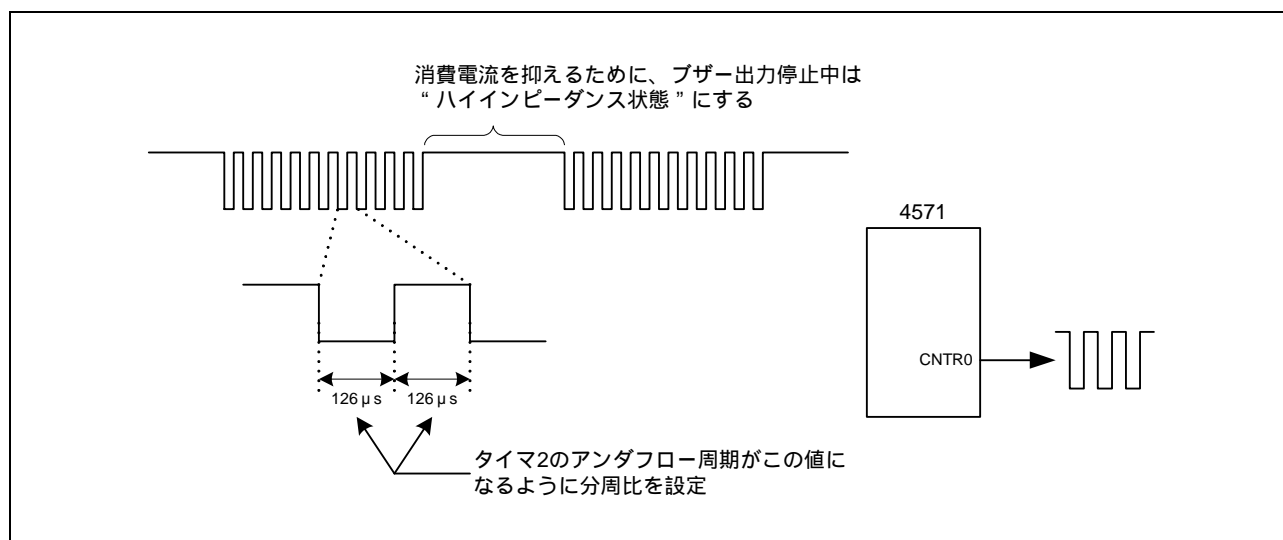 消費電流を抑えるために、ブザー出力停止中は
“ ハイインピーダンス状態 ” にする
4571
CNTR0
126 μ s
126 μ s
タイマ2のアンダフロー周期がこの値に
なるように分周比を設定